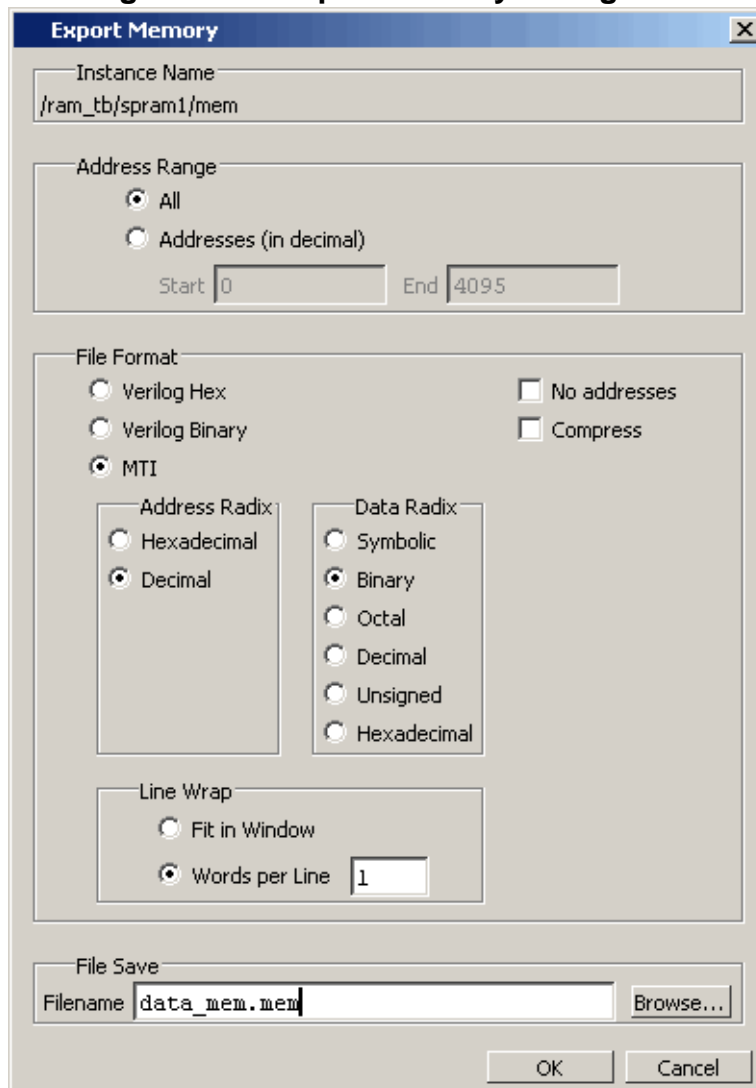 Export Memory
Instance Name
/ram_tb/spram1/mem
Address Range
All
Addresses (in decimal)
Start 0 End 4095
File Format
Verilog Hex No addresses
Verilog Binary Compress
MTI
Address Radix Data Radix
Hexadecimal Symbolic
Decimal Binary
Octal
Decimal
Unsigned
Hexadecimal
Line Wrap
Fit in Window
Words per Line 1
File Save
Filename data_mem.mem Browse...
OK Cancel